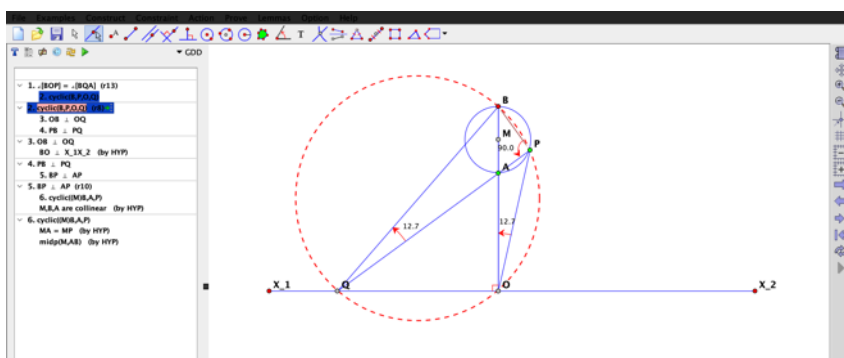 File Examples Construct Constraint Action Prove Lemmas Option Help
GDD
1. ∠[BOP] = ∠[BQA] (r13)
2. cyclic(B,P,O,Q)
2. cyclic(B,P,O,Q) (r8)
3. OB ⊥ OQ
4. PB ⊥ PQ
3. OB ⊥ OQ
BO ⊥ X_1X_2 (by HYP)
4. PB ⊥ PQ
5. BP ⊥ AP
5. BP ⊥ AP (r10)
6. cyclic((M)B,A,P)
M,B,A are collinear (by HYP)
6. cyclic((M)B,A,P)
MA = MP (by HYP)
midp(M,AB) (by HYP)
B
M
P
90.0
A
12.7
12.7
X_1
Q
O
X_2